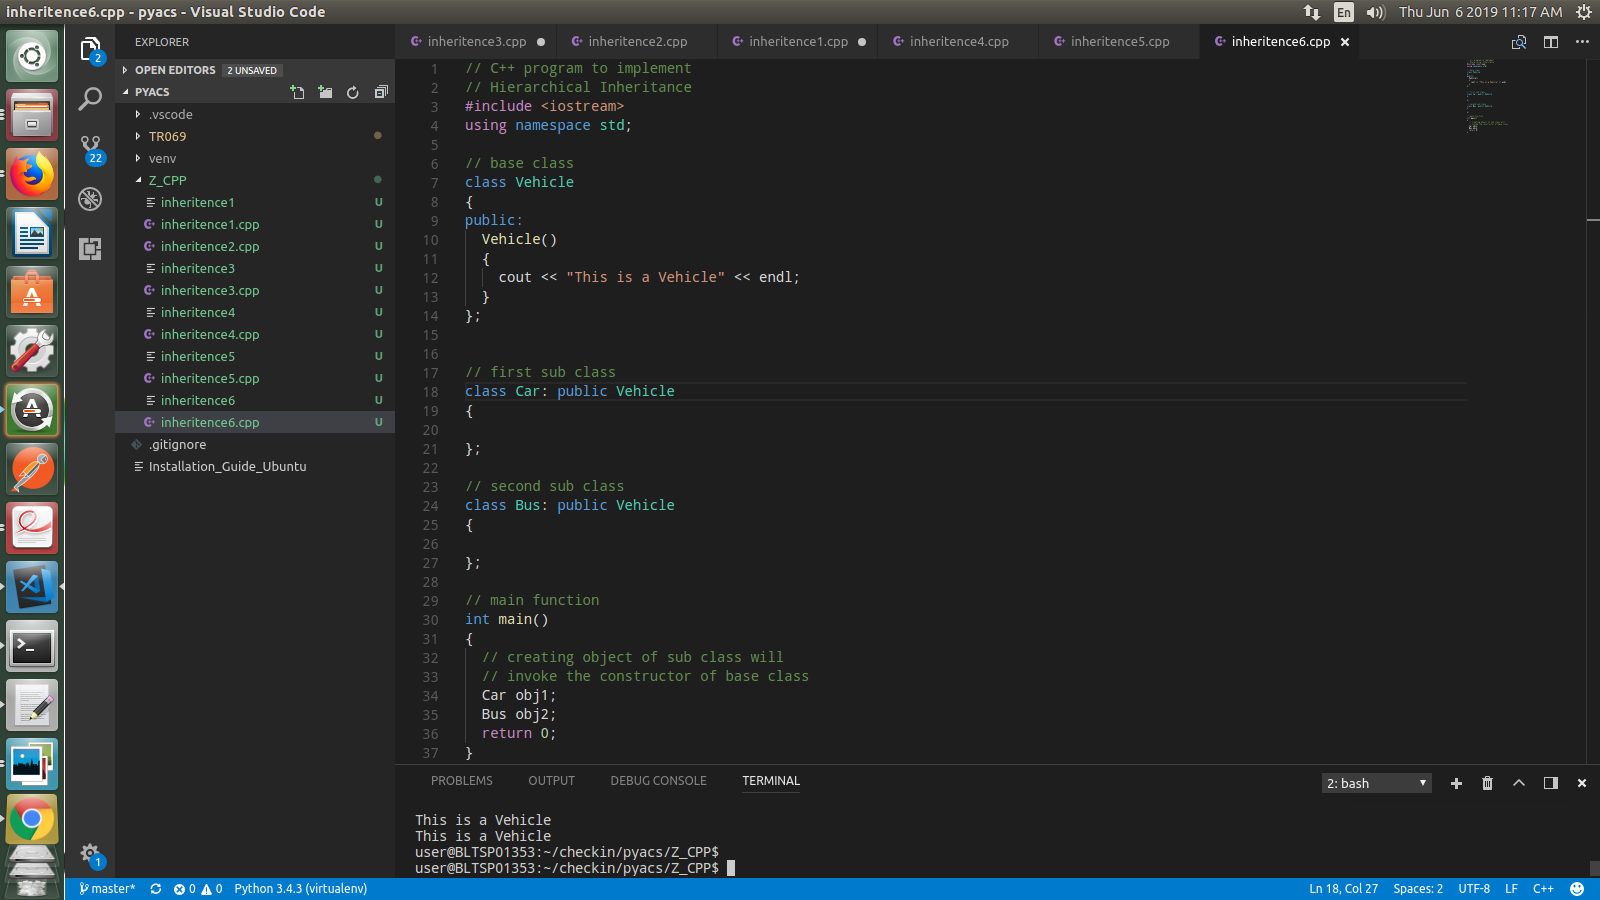 inheritence6.cpp - pyacs - Visual Studio Code
En
Thu Jun 6 2019 11:17 AM
2
22
1
EXPLORER
OPEN EDITORS 2 UNSAVED
PYACS
.vscode
TR069
venv
Z_CPP
inheritence1 U
inheritence1.cpp U
inheritence2.cpp U
inheritence3 U
inheritence3.cpp U
inheritence4 U
inheritence4.cpp U
inheritence5 U
inheritence5.cpp U
inheritence6 U
inheritence6.cpp U
.gitignore
Installation_Guide_Ubuntu
inheritence3.cpp inheritence2.cpp inheritence1.cpp inheritence4.cpp inheritence5.cpp inheritence6.cpp
1 // C++ program to implement
2 // Hierarchical Inheritance
3 #include <iostream>
4 using namespace std;
5
6 // base class
7 class Vehicle
8 {
9 public:
10 Vehicle()
11 {
12 cout << "This is a Vehicle" << endl;
13 }
14 };
15
16
17 // first sub class
18 class Car: public Vehicle
19 {
20
21 };
22
23 // second sub class
24 class Bus: public Vehicle
25 {
26
27 };
28
29 // main function
30 int main()
31 {
32 // creating object of sub class will
33 // invoke the constructor of base class
34 Car obj1;
35 Bus obj2;
36 return 0;
37 }
PROBLEMS OUTPUT DEBUG CONSOLE TERMINAL
2: bash
This is a Vehicle
This is a Vehicle
user@BLTSP01353:~/checkin/pyacs/Z_CPP$
user@BLTSP01353:~/checkin/pyacs/Z_CPP$
master* 0 0 Python 3.4.3 (virtualenv) Ln 18, Col 27 Spaces: 2 UTF-8 LF C++